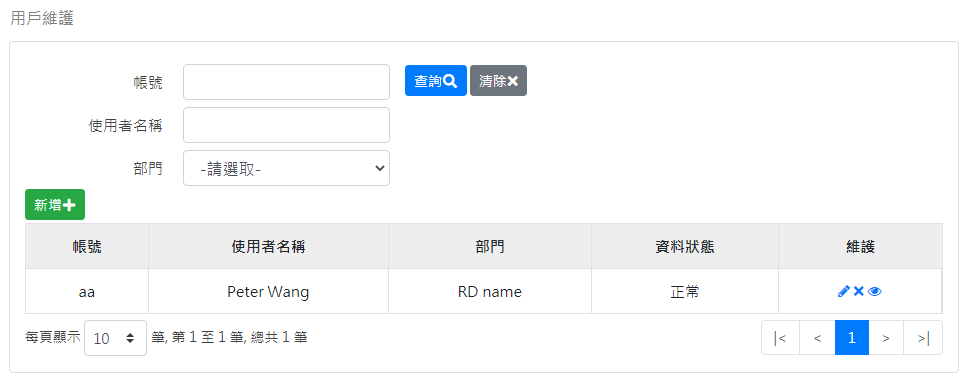 用戶維護
帳號 查詢 清除
使用者名稱
部門 -請選取-
新增
帳號 使用者名稱 部門 資料狀態 維護
aa Peter Wang RD name 正常
每頁顯示 10 筆, 第 1 至 1 筆, 總共 1 筆 |< < 1 > >|